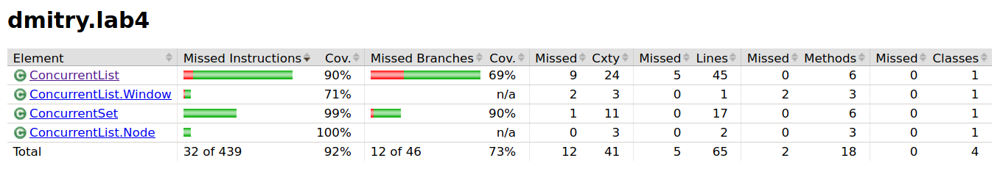 dmitry.lab4
Element Missed Instructions Cov. Missed Branches Cov. Missed Cxty Missed Lines Missed Methods Missed Classes
C ConcurrentList 90% 69% 9 24 5 45 0 6 0 1
C ConcurrentList.Window 71% n/a 2 3 0 1 2 3 0 1
C ConcurrentSet 99% 90% 1 11 0 17 0 6 0 1
C ConcurrentList.Node 100% n/a 0 3 0 2 0 3 0 1
Total 32 of 439 92% 12 of 46 73% 12 41 5 65 2 18 0 4